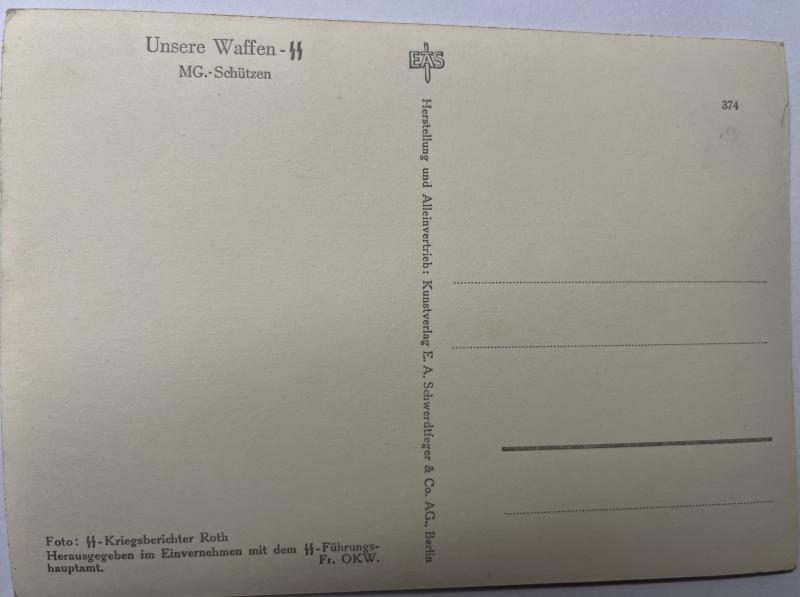 Unsere Waffen-ᛋᛋ
MG.-Schützen
EAS
374
Herstellung und Alleinvertrieb: Kunstverlag E. A. Schwerdtfeger & Co. AG., Berlin
Foto: ᛋᛋ-Kriegsberichter Roth
Herausgegeben im Einvernehmen mit dem ᛋᛋ-Führungs-
hauptamt. Fr. OKW.